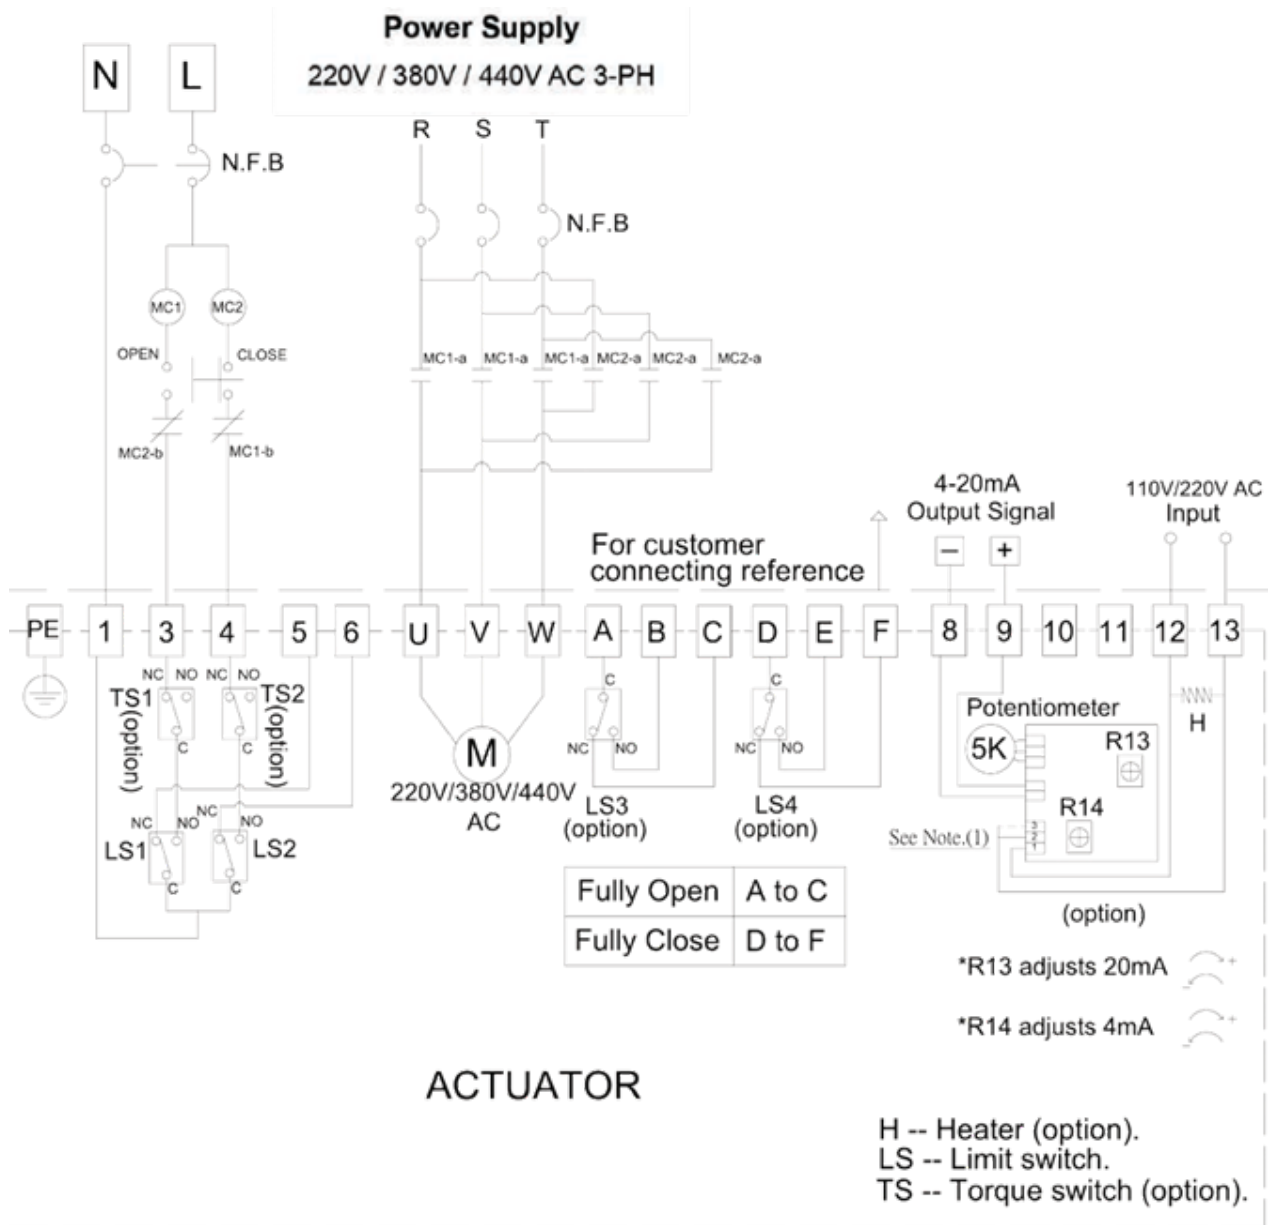 Power Supply
220V / 380V / 440V AC 3-PH
N L
R S T
N.F.B
N.F.B
MC1 MC2
OPEN CLOSE
MC1-a MC1-a MC1-a MC2-a MC2-a MC2-a
MC2-b MC1-b
4-20mA
Output Signal
110V/220V AC
Input
For customer
connecting reference
− +
PE 1 3 4 5 6 U V W A B C D E F 8 9 10 11 12 13
NC NO NC NO
TS1
(option)
TS2
(option)
C C
C C
NC NO NC NO
M
220V/380V/440V
AC
LS3
(option)
LS4
(option)
NC NO NC NO
LS1 LS2
C C
Potentiometer
5K
R13
R14
H
3
2
1
See Note.(1)
(option)
Fully Open A to C
Fully Close D to F
*R13 adjusts 20mA
+
-
*R14 adjusts 4mA
+
-
ACTUATOR
H -- Heater (option).
LS -- Limit switch.
TS -- Torque switch (option).